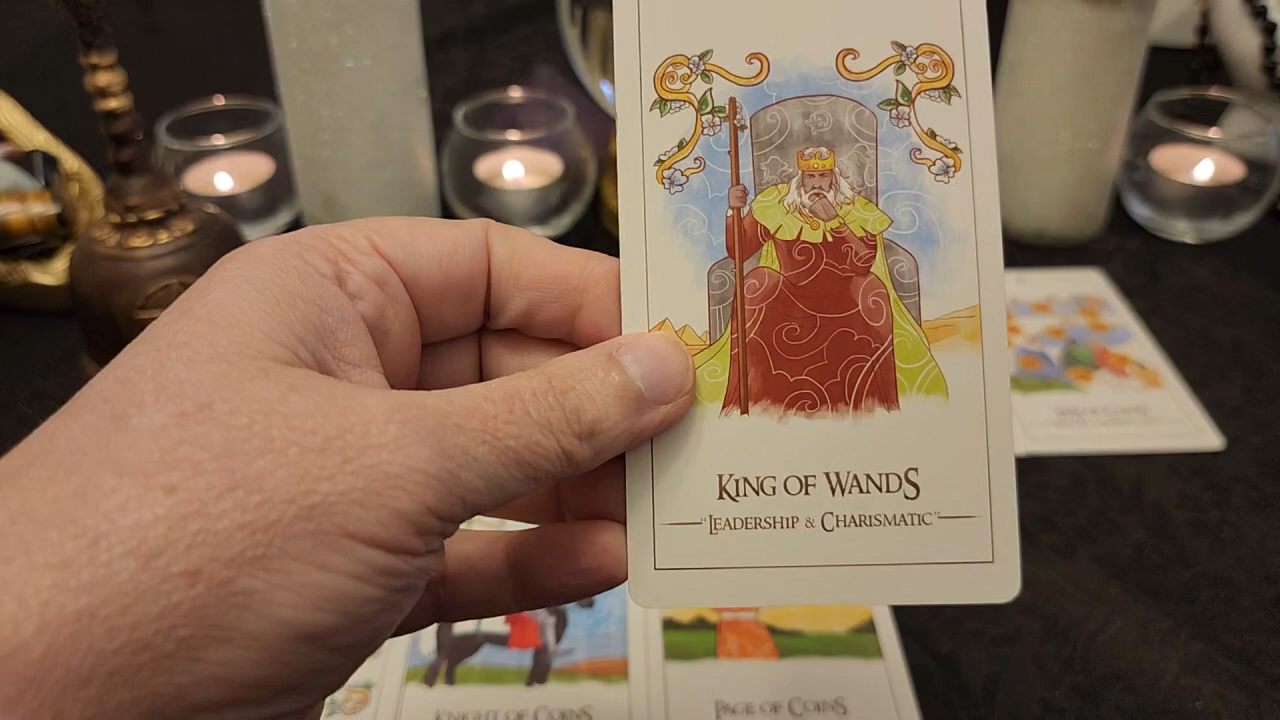 KING OF WANDS
"LEADERSHIP & CHARISMATIC"
KNIGHT OF COINS
PAGE OF COINS